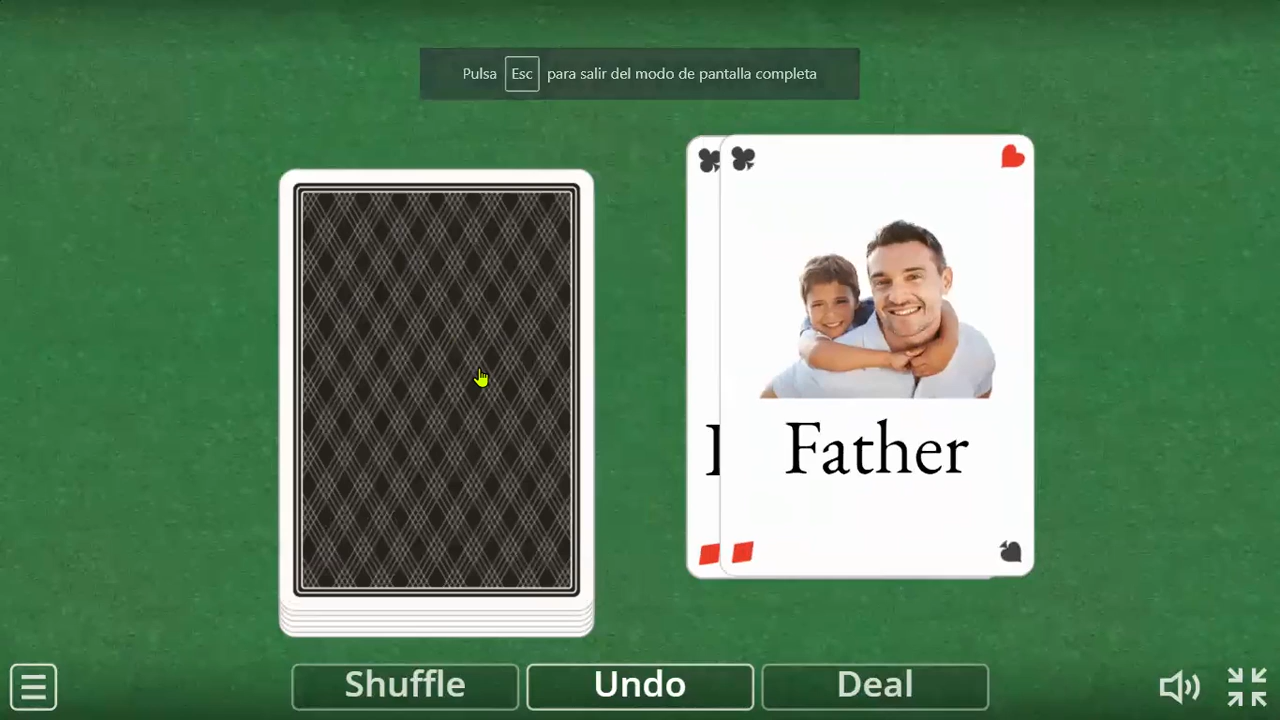 Pulsa Esc para salir del modo de pantalla completa
Father
Shuffle
Undo
Deal